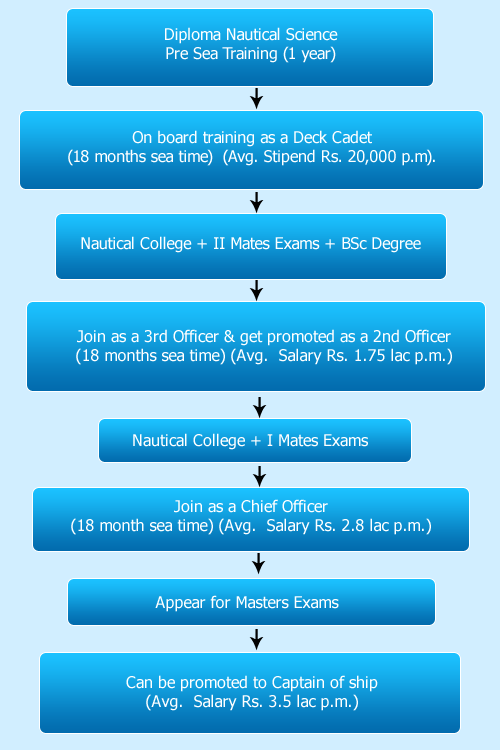 Diploma Nautical Science
Pre Sea Training (1 year)
On board training as a Deck Cadet
(18 months sea time)  (Avg. Stipend Rs. 20,000 p.m).
Nautical College + II Mates Exams + BSc Degree
Join as a 3rd Officer & get promoted as a 2nd Officer
(18 months sea time) (Avg.  Salary Rs. 1.75 lac p.m.)
Nautical College + I Mates Exams
Join as a Chief Officer
(18 month sea time) (Avg.  Salary Rs. 2.8 lac p.m.)
Appear for Masters Exams
Can be promoted to Captain of ship
(Avg.  Salary Rs. 3.5 lac p.m.)